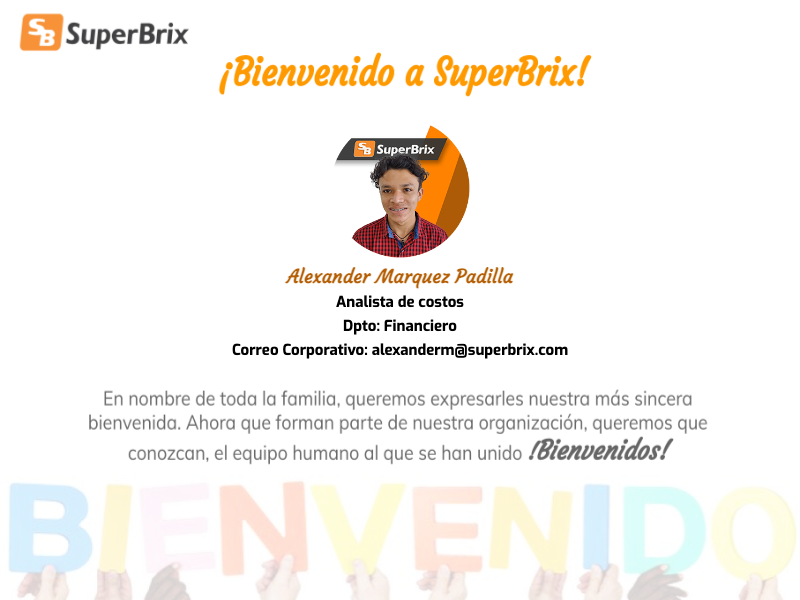 SB SuperBrix
¡Bienvenido a SuperBrix!
SB SuperBrix
Alexander Marquez Padilla
Analista de costos
Dpto: Financiero
Correo Corporativo: alexanderm@superbrix.com
En nombre de toda la familia, queremos expresarles nuestra más sincera
bienvenida. Ahora que forman parte de nuestra organización, queremos que
conozcan, el equipo humano al que se han unido ¡Bienvenidos!
BIENVENIDO